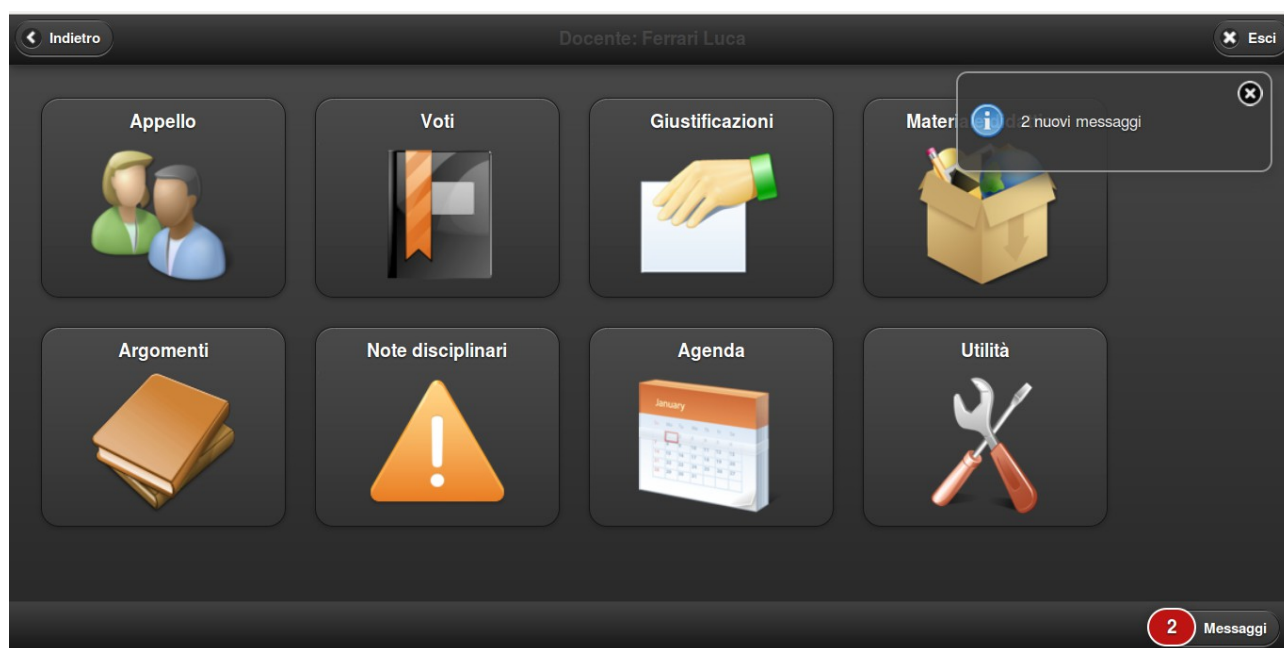 Indietro
Docente: Ferrari Luca
Esci
Appello
Voti
Giustificazioni
2 nuovi messaggi
Argomenti
Note disciplinari
Agenda
Utilità
January
2
Messaggi